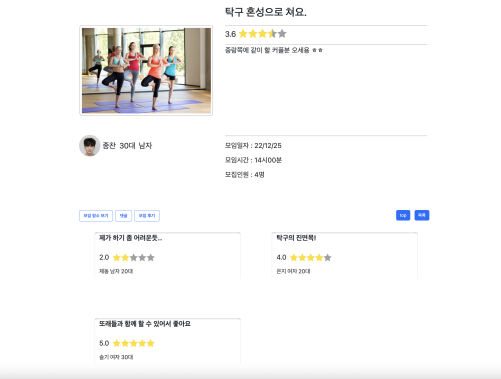 탁구 혼성으로 쳐요.
3.6
중랑쪽에 같이 할 커플분 오세용 ㅎㅎ
종찬 30대 남자
모임일자 : 22/12/25
모임시간 : 14시00분
모집인원 : 4명
모임 장소 보기 댓글 모임 후기
top 목록
제가 하기 좀 어려운듯...
2.0
제동 남자 20대
탁구의 진면목!
4.0
은지 여자 20대
또래들과 함께 할 수 있어서 좋아요
5.0
슬기 여자 30대